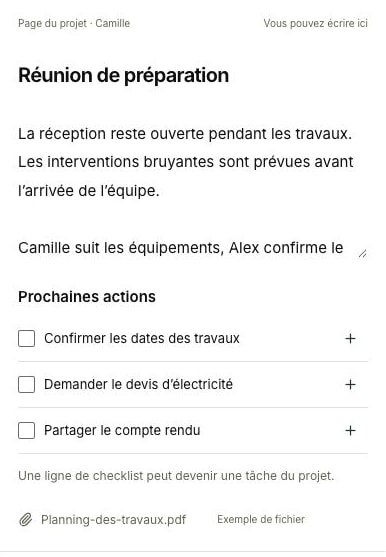 Page du projet · Camille
Vous pouvez écrire ici
Réunion de préparation
La réception reste ouverte pendant les travaux.
Les interventions bruyantes sont prévues avant
l’arrivée de l’équipe.
Camille suit les équipements, Alex confirme le
Prochaines actions
Confirmer les dates des travaux +
Demander le devis d’électricité +
Partager le compte rendu +
Une ligne de checklist peut devenir une tâche du projet.
Planning-des-travaux.pdf
Exemple de fichier